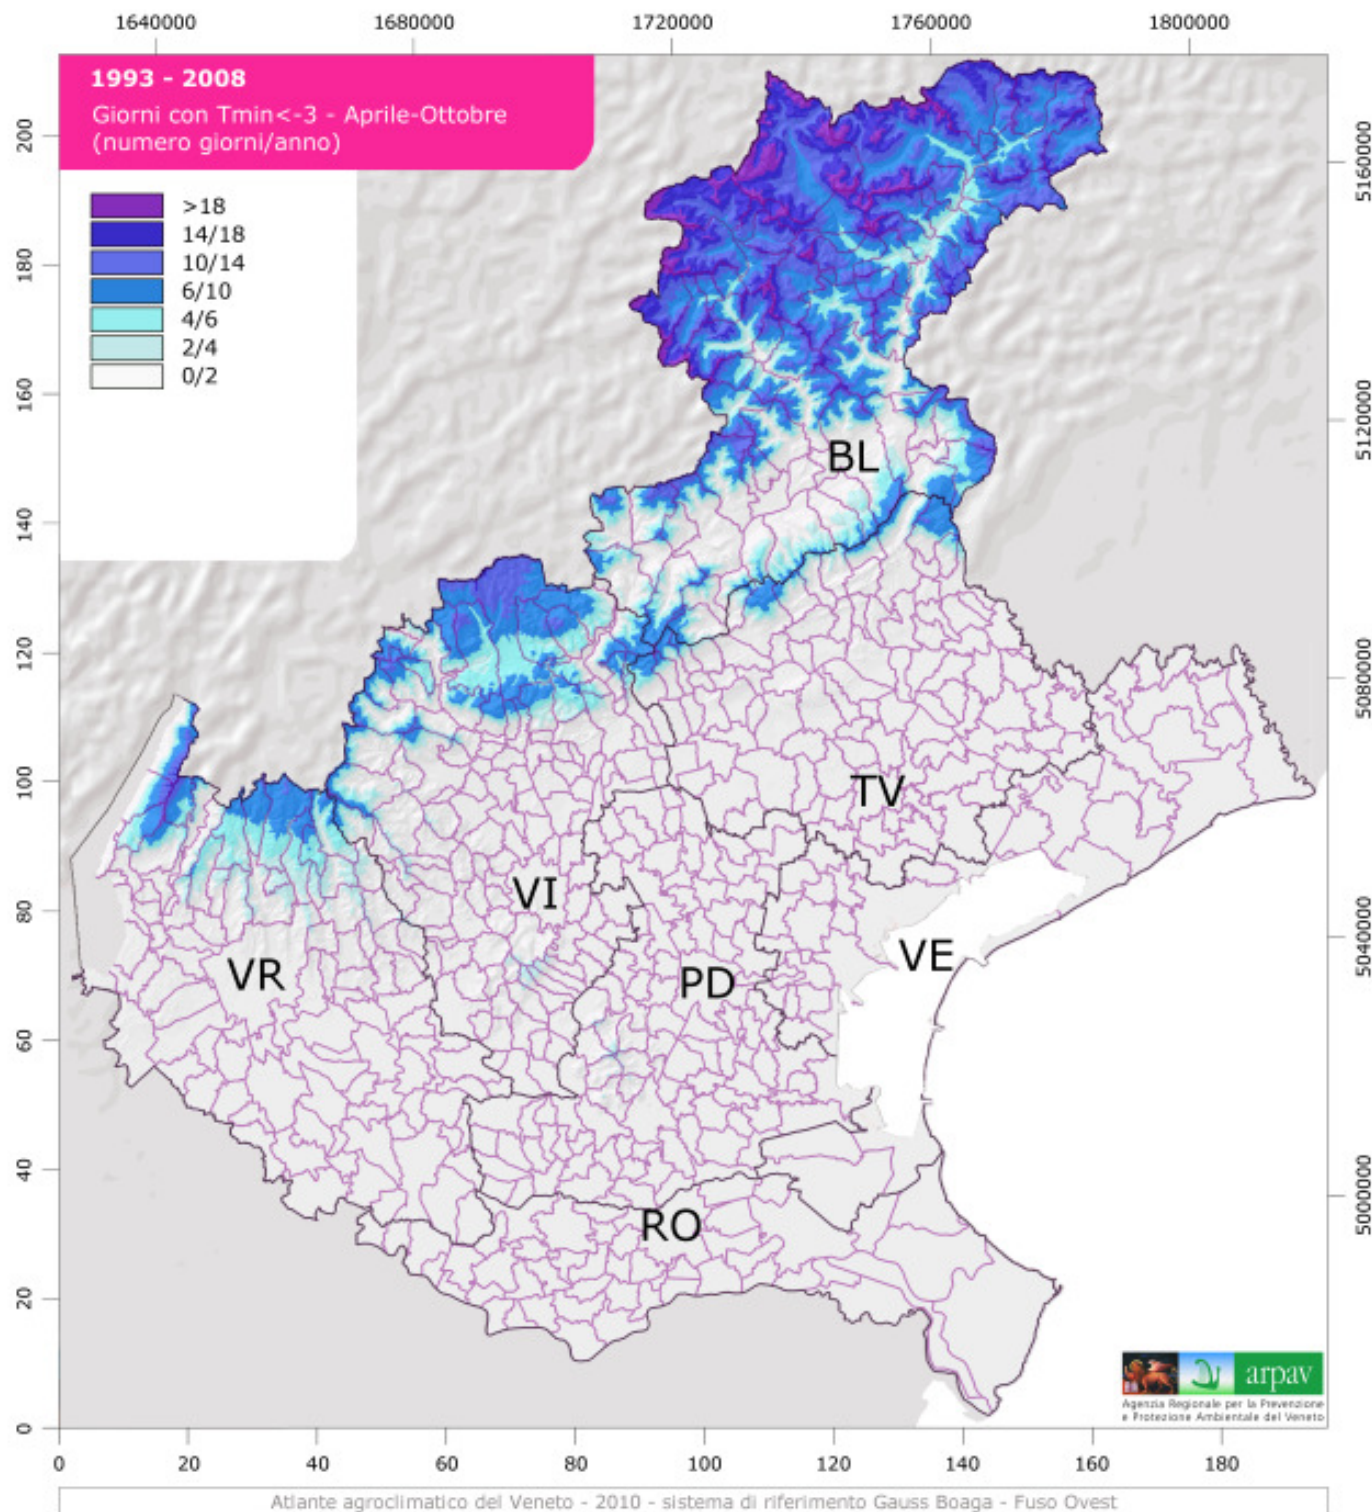 1640000 1680000 1720000 1760000 1800000
1993 - 2008
Giorni con Tmin<-3 - Aprile-Ottobre
(numero giorni/anno)
>18
14/18
10/14
6/10
4/6
2/4
0/2
200
180
160
140
120
100
80
60
40
20
0
5160000
5120000
5080000
5040000
5000000
BL
TV
VI
VE
VR
PD
RO
arpav
Agenzia Regionale per la Prevenzione
e Protezione Ambientale del Veneto
0 20 40 60 80 100 120 140 160 180
Atlante agroclimatico del Veneto - 2010 - sistema di riferimento Gauss Boaga - Fuso Ovest